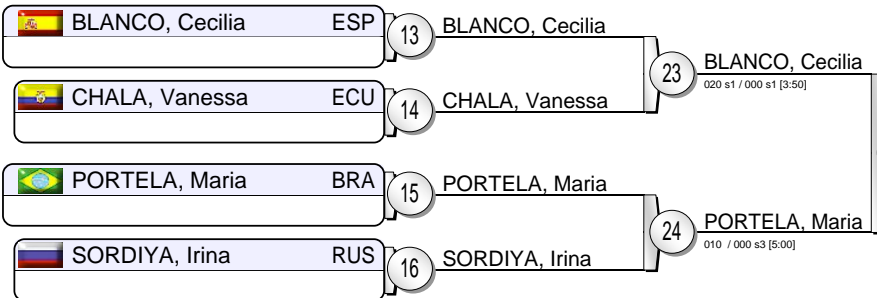 BLANCO, Cecilia ESP
13
BLANCO, Cecilia
CHALA, Vanessa ECU
14
CHALA, Vanessa
23
BLANCO, Cecilia
020 s1 / 000 s1 [3:50]
PORTELA, Maria BRA
15
PORTELA, Maria
SORDIYA, Irina RUS
16
SORDIYA, Irina
24
PORTELA, Maria
010 / 000 s3 [5:00]